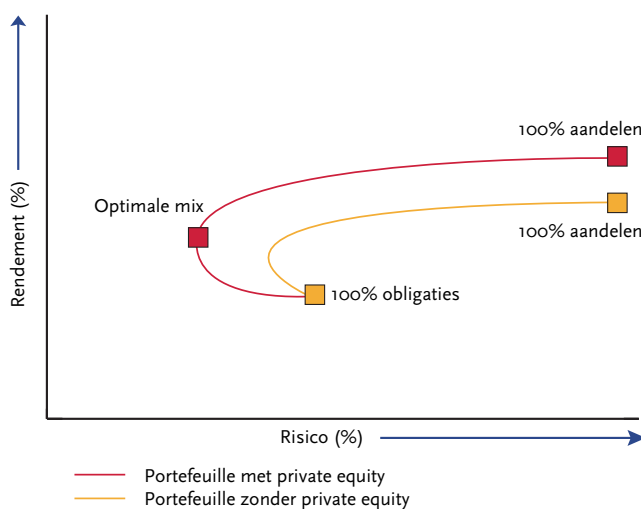 100% aandelen
Optimale mix
100% aandelen
100% obligaties
Rendement (%)
Risico (%)
Portefeuille met private equity
Portefeuille zonder private equity